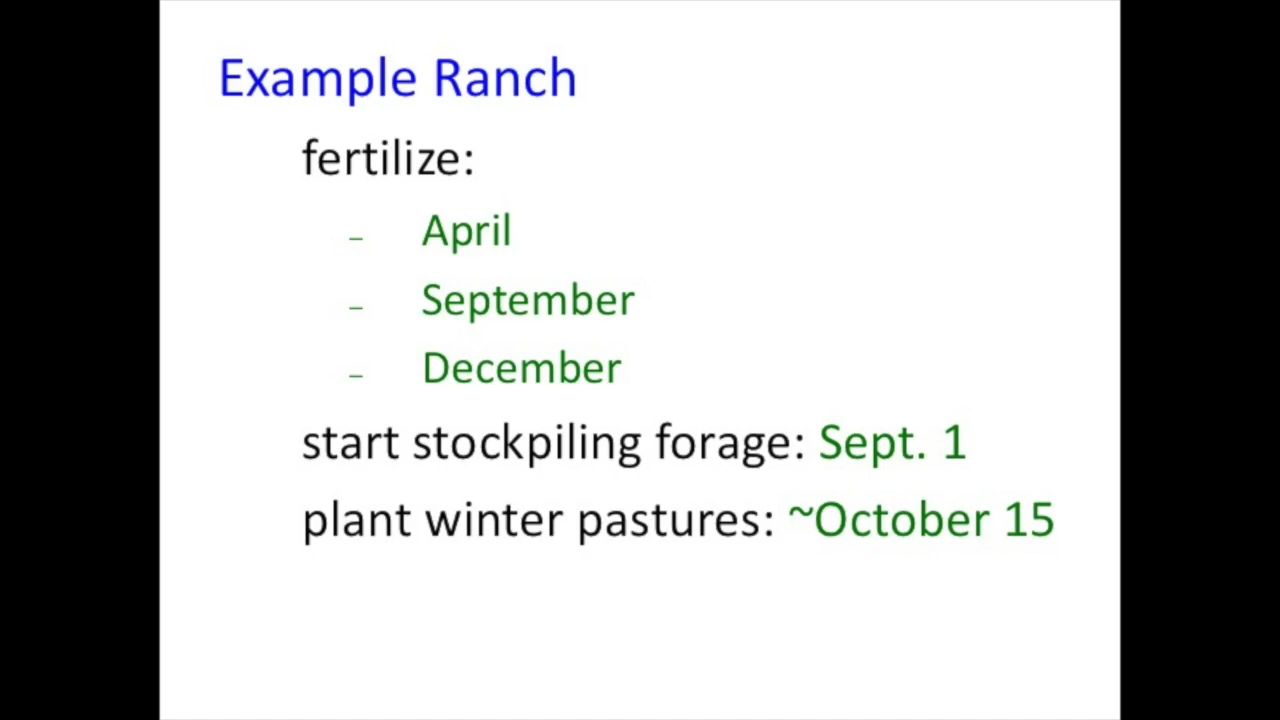 Example Ranch
fertilize:
– April
– September
– December
start stockpiling forage: Sept. 1
plant winter pastures: ~October 15